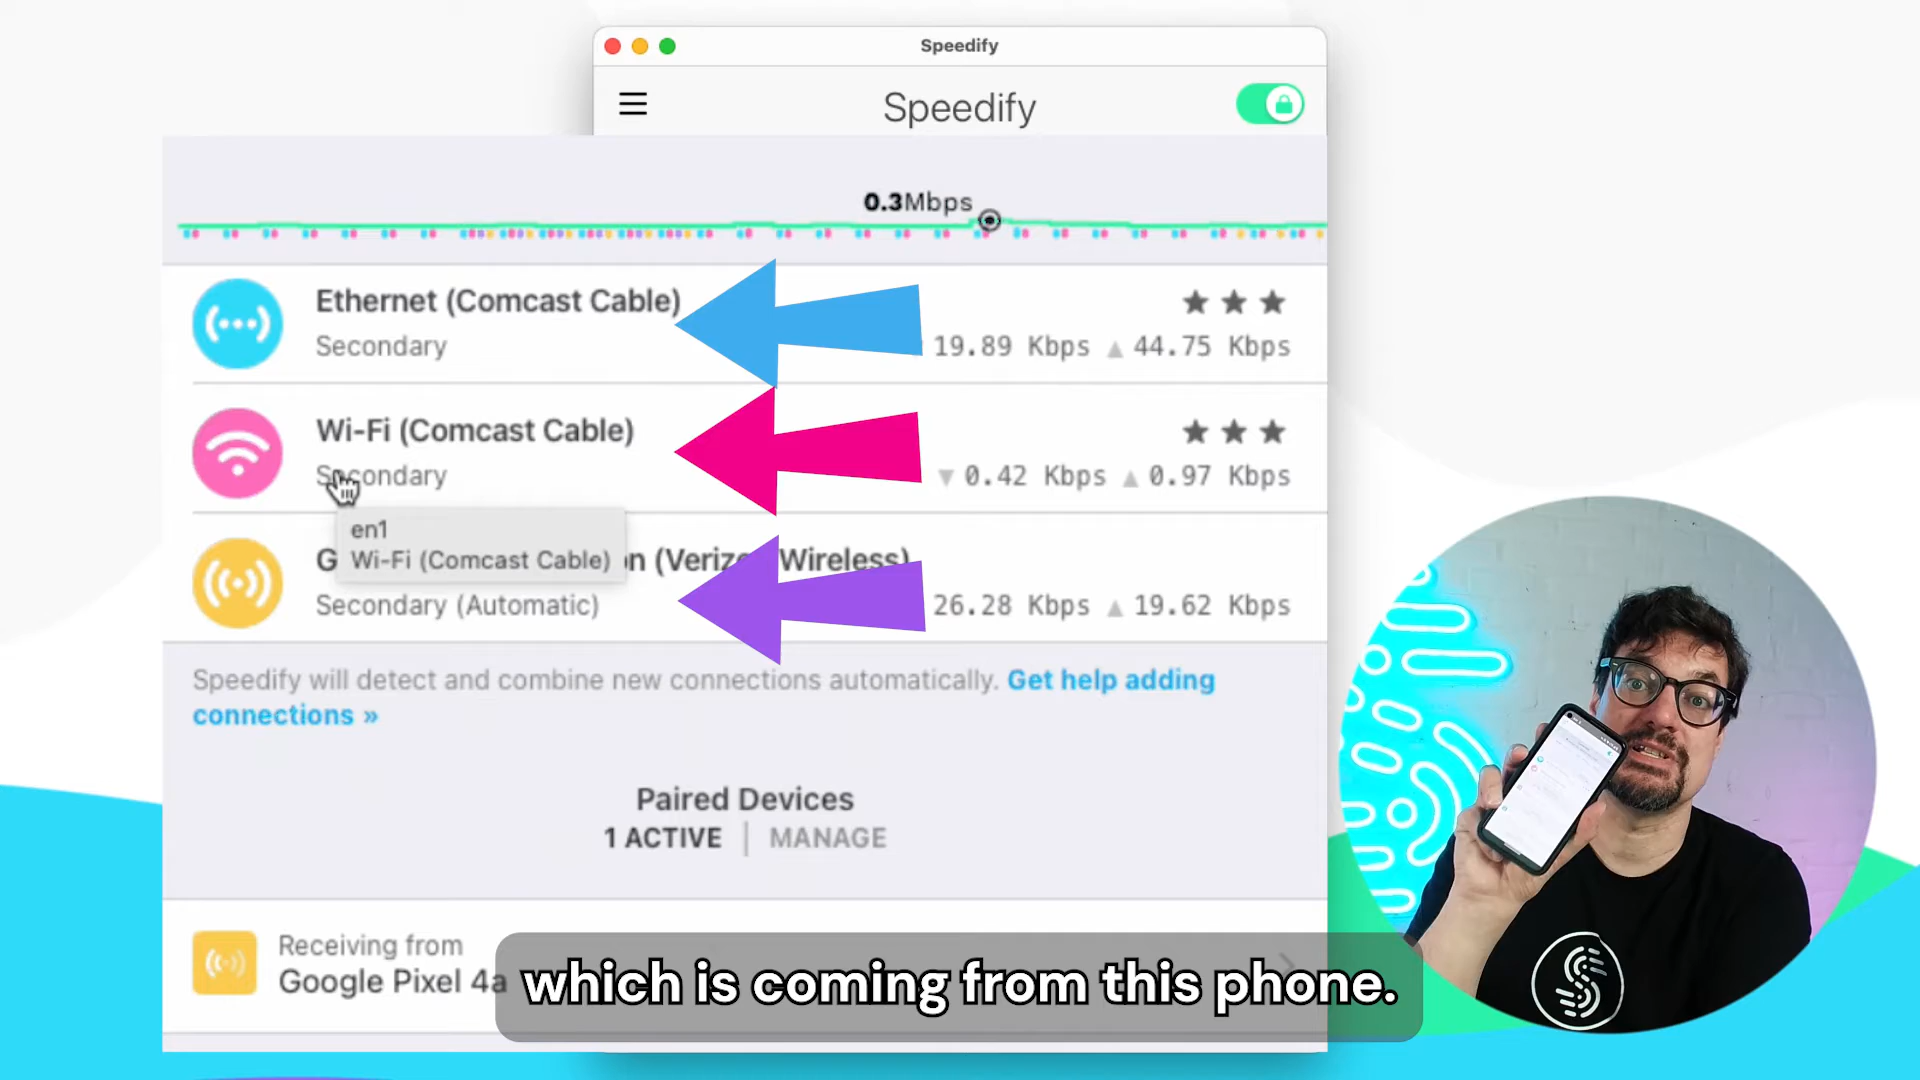 Speedify
Speedify
0.3Mbps
Ethernet (Comcast Cable)
Secondary
19.89 Kbps ▲ 44.75 Kbps
Wi-Fi (Comcast Cable)
Secondary
▼ 0.42 Kbps ▲ 0.97 Kbps
en1
Wi-Fi (Comcast Cable)
(Verizon Wireless)
Secondary (Automatic)
26.28 Kbps ▲ 19.62 Kbps
Speedify will detect and combine new connections automatically. Get help adding
connections »
Paired Devices
1 ACTIVE | MANAGE
Receiving from
Google Pixel 4a
which is coming from this phone.